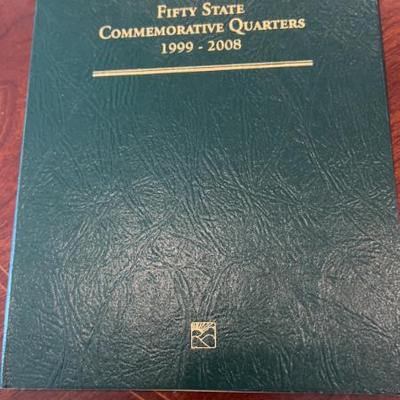 Fifty State
Commemorative Quarters
1999 - 2008